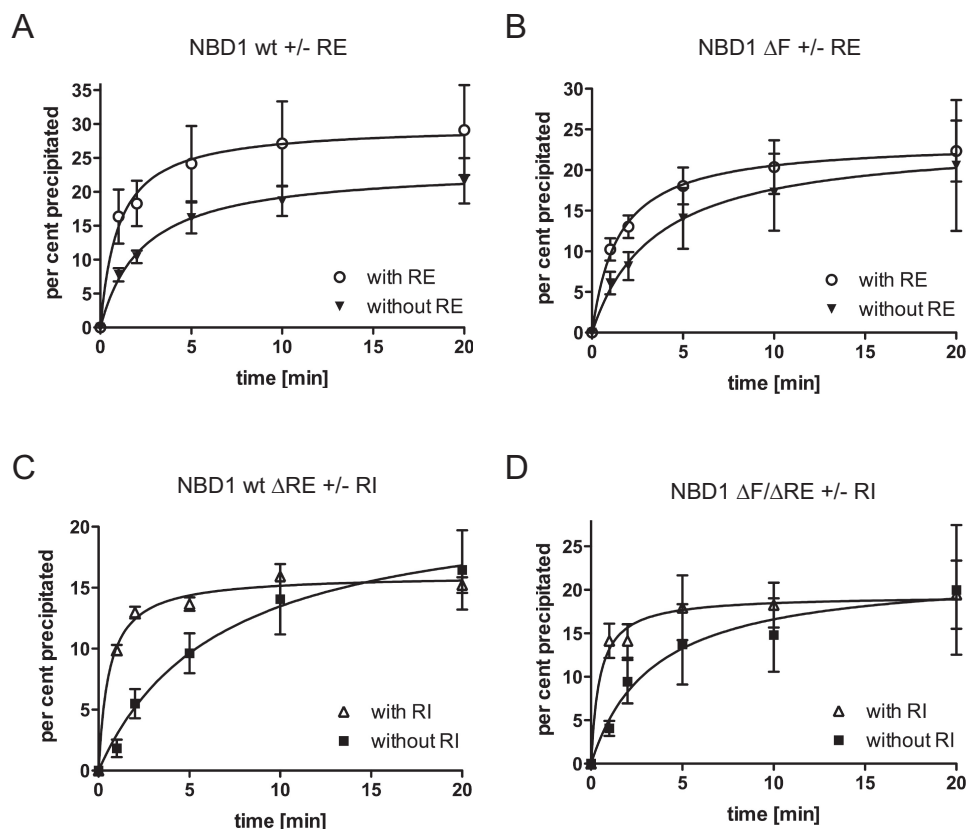 A
NBD1 wt +/- RE
per cent precipitated
35
30
25
20
15
10
5
0
with RE
without RE
0 5 10 15 20
time [min]
B
NBD1 ΔF +/- RE
per cent precipitated
30
25
20
15
10
5
0
with RE
without RE
0 5 10 15 20
time [min]
C
NBD1 wt ΔRE +/- RI
per cent precipitated
20
15
10
5
0
with RI
without RI
0 5 10 15 20
time [min]
D
NBD1 ΔF/ΔRE +/- RI
per cent precipitated
25
20
15
10
5
0
with RI
without RI
0 5 10 15 20
time [min]